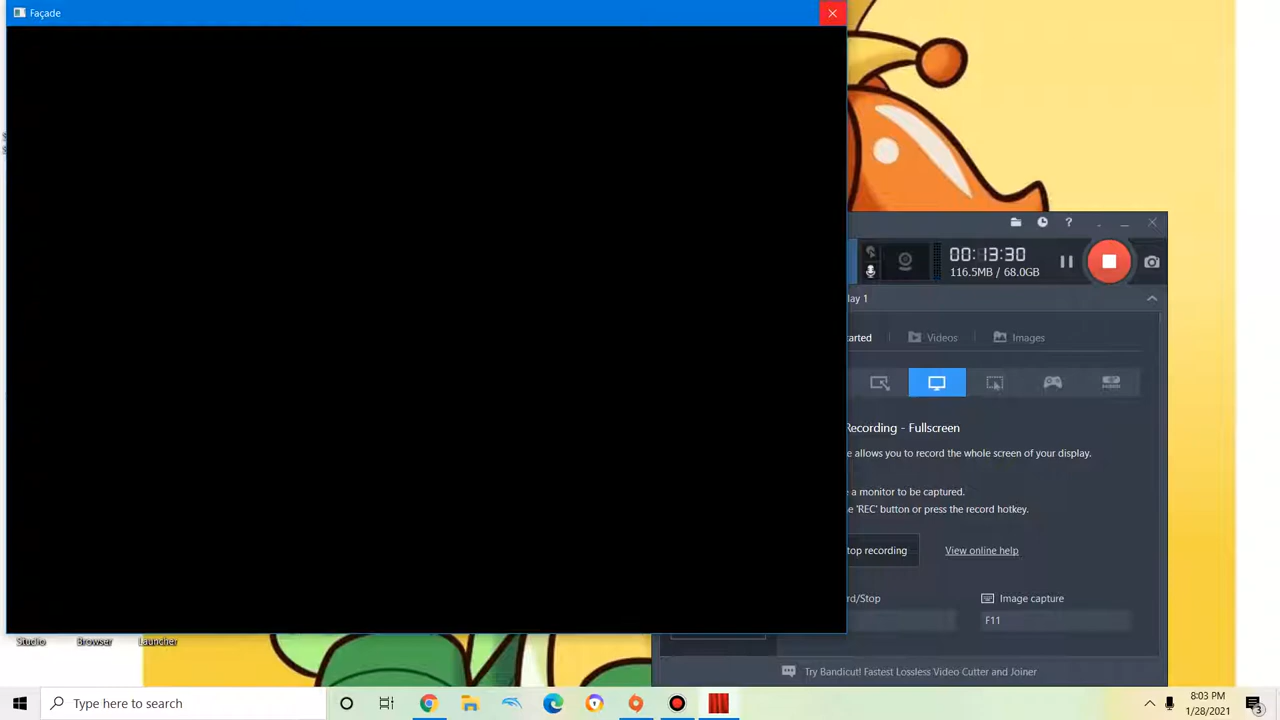 Façade
00:13:30
116.5MB / 68.0GB
lay 1
arted
Videos
Images
Recording - Fullscreen
e allows you to record the whole screen of your display.
e a monitor to be captured.
e 'REC' button or press the record hotkey.
top recording
View online help
rd/Stop
Image capture
F11
Studio
Browser
Launcher
Try Bandicut! Fastest Lossless Video Cutter and Joiner
Type here to search
8:03 PM
1/28/2021
3